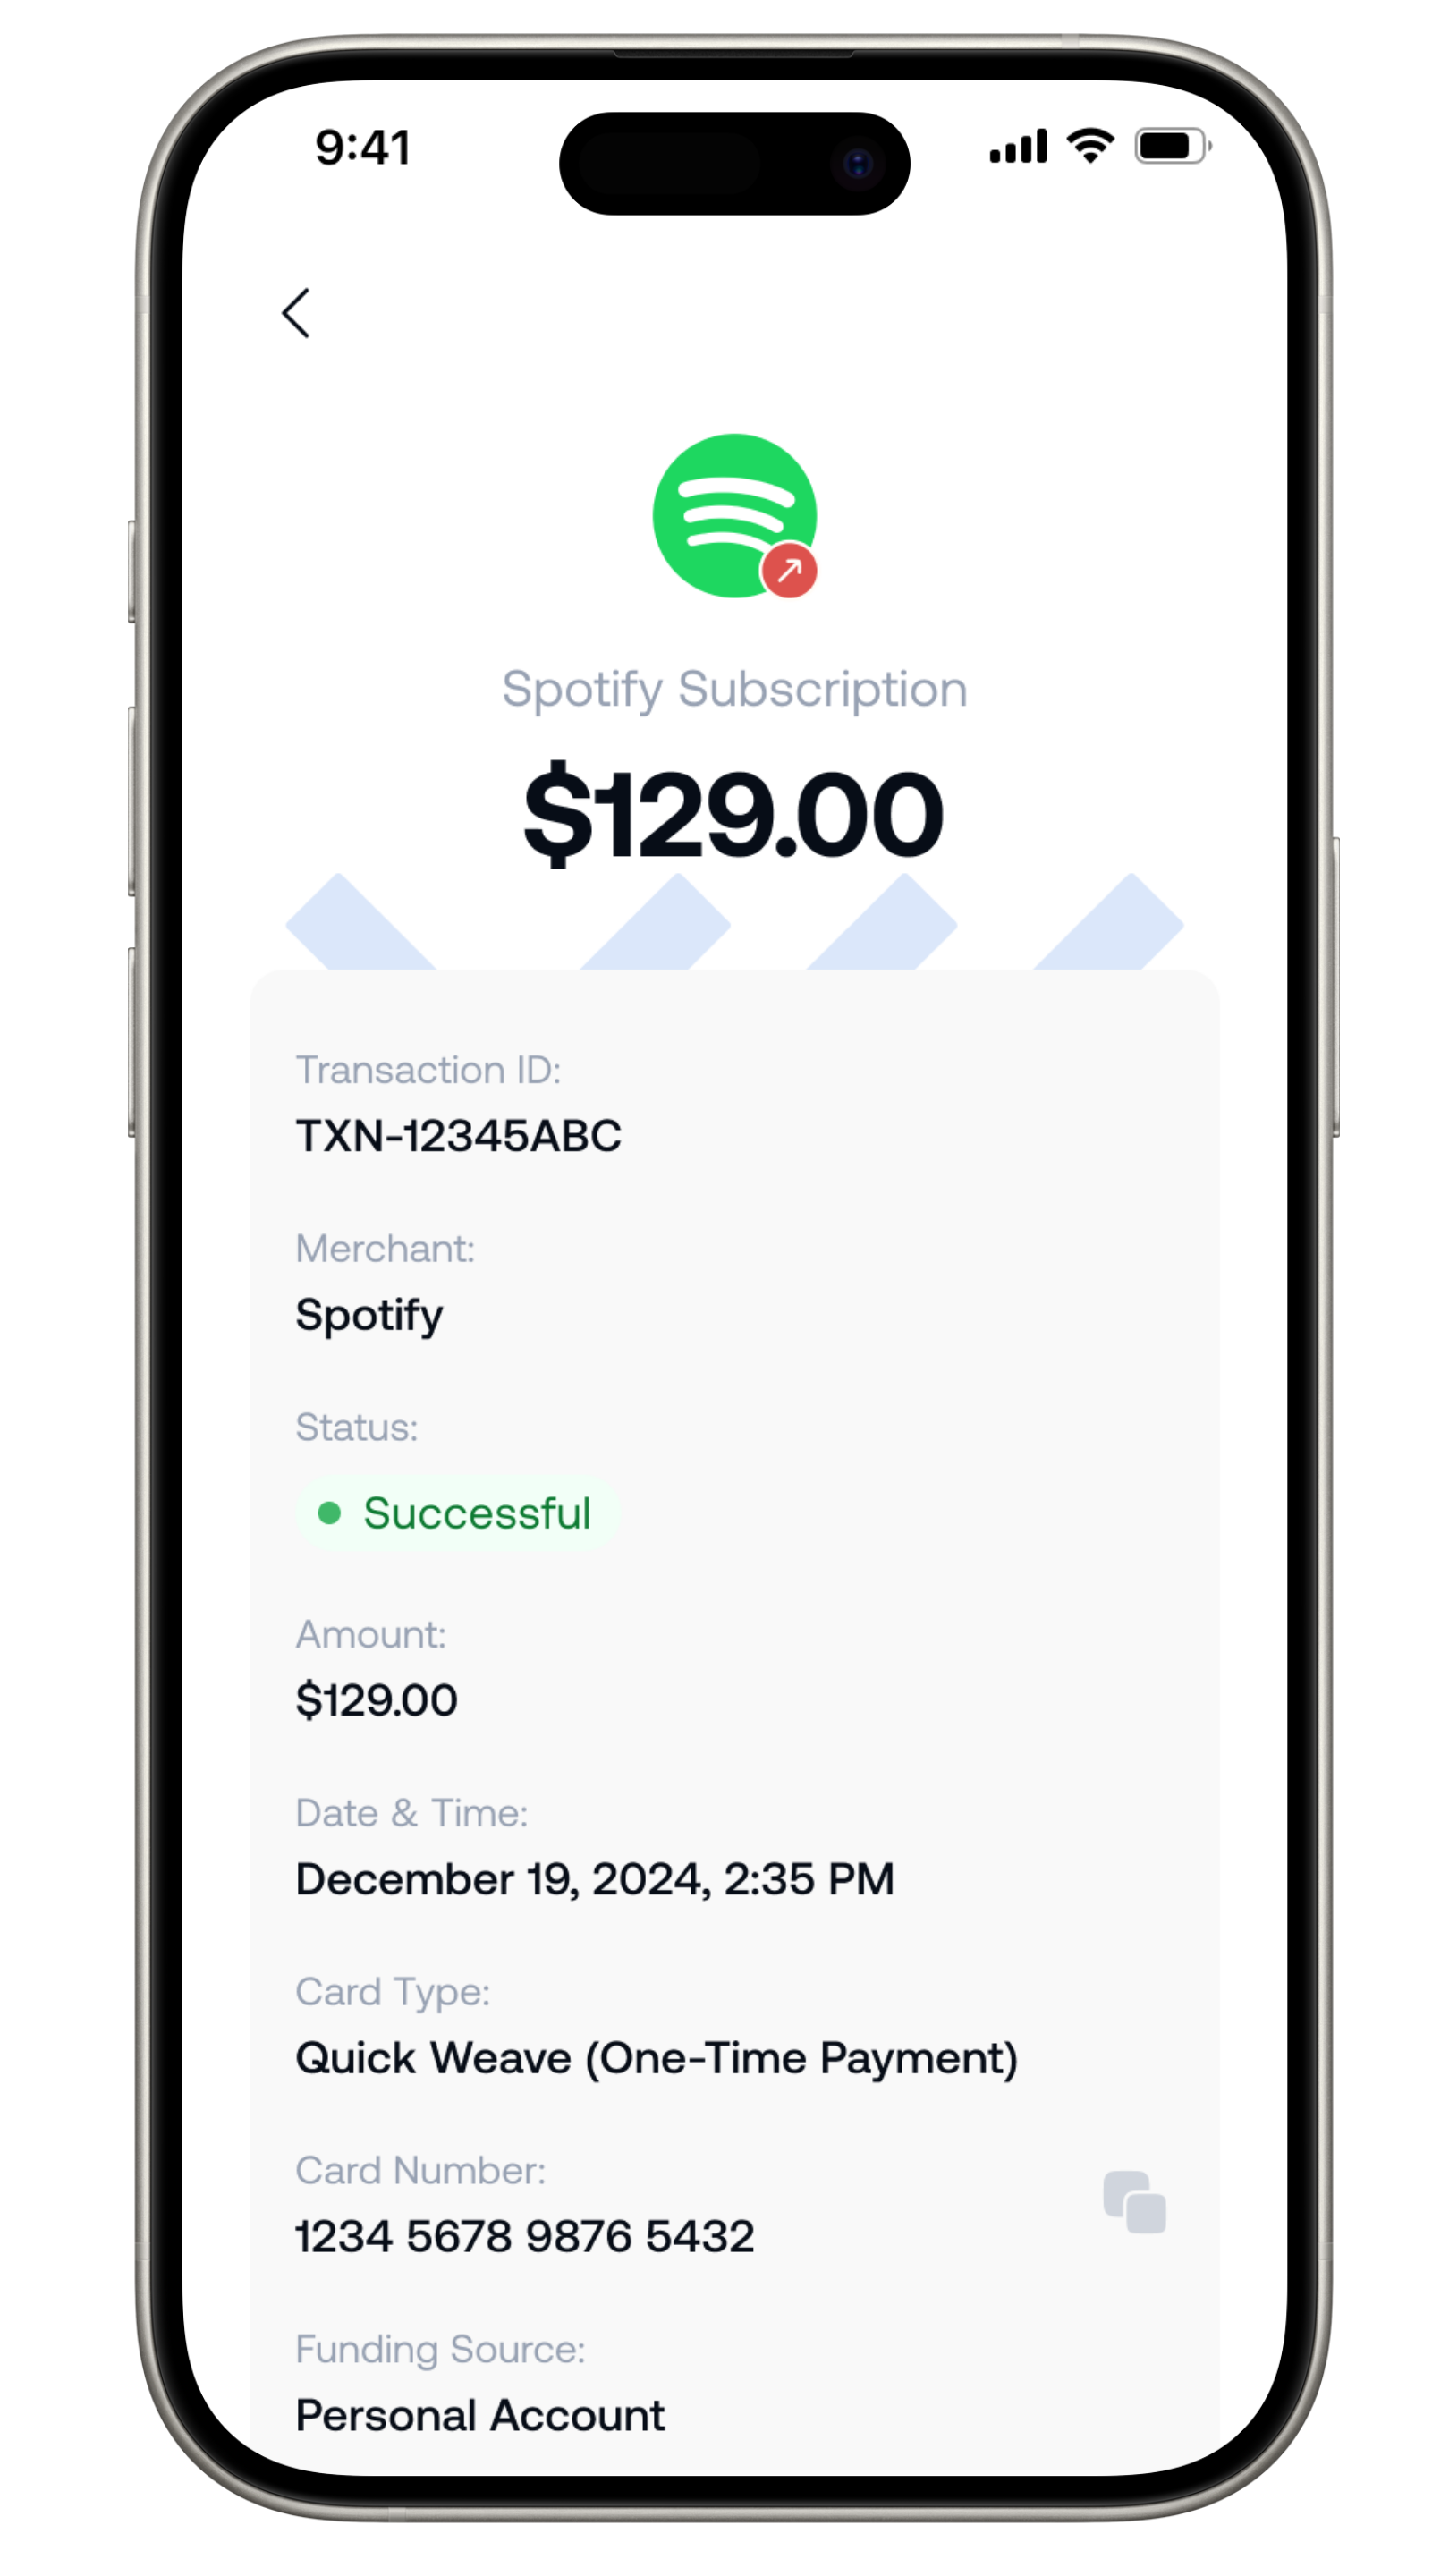 9:41
Spotify Subscription
$129.00
Transaction ID:
TXN-12345ABC
Merchant:
Spotify
Status:
Successful
Amount:
$129.00
Date & Time:
December 19, 2024, 2:35 PM
Card Type:
Quick Weave (One-Time Payment)
Card Number:
1234 5678 9876 5432
Funding Source:
Personal Account